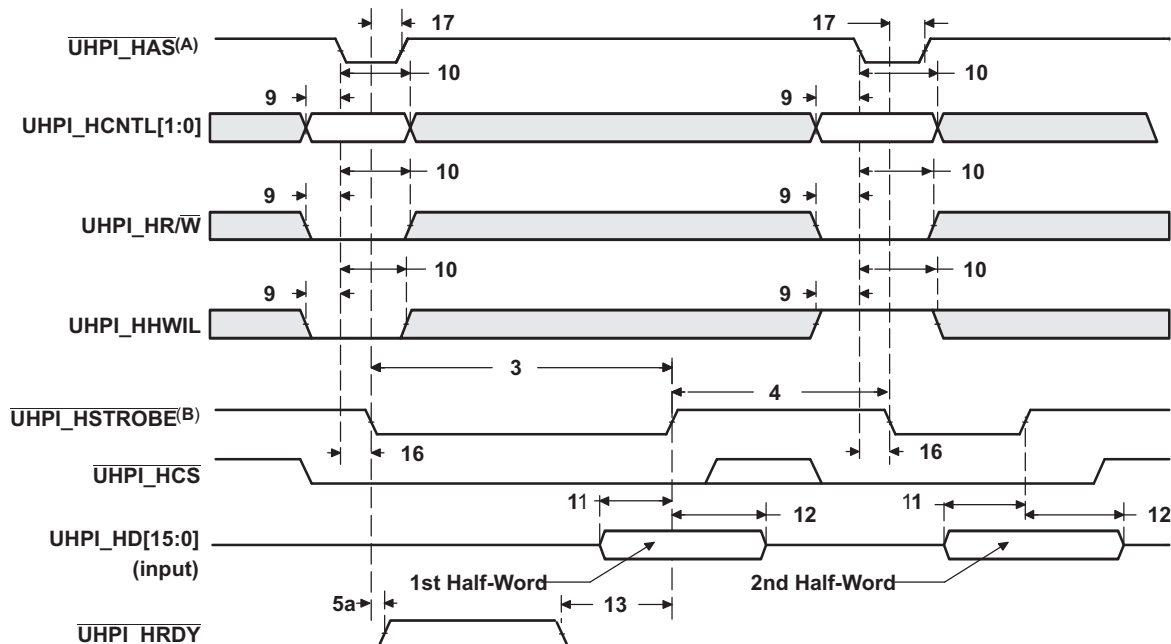 17
17
UHPI_HAS(A)
10
10
9
9
UHPI_HCNTL[1:0]
10
10
9
9
UHPI_HR/W
10
10
9
9
UHPI_HHWIL
3
4
UHPI_HSTROBE(B)
16
16
UHPI_HCS
11
11
12
12
UHPI_HD[15:0]
(input)
1st Half-Word
2nd Half-Word
5a
13
UHPI_HRDY